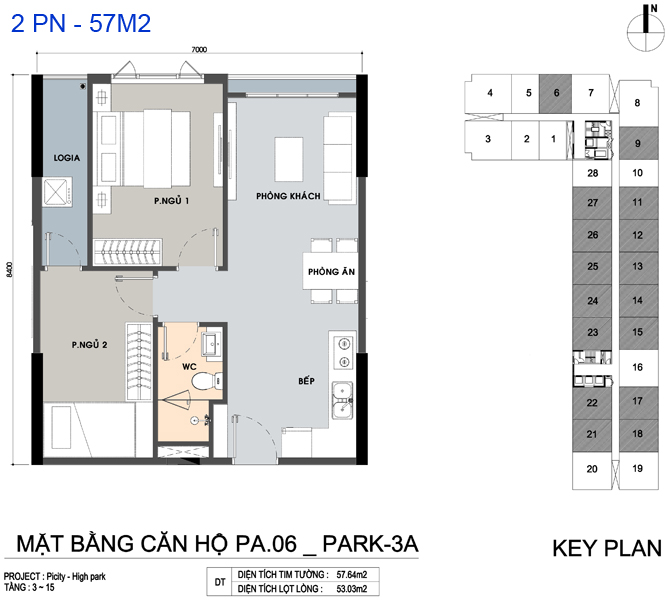 2 PN - 57M2
7000
8400
LOGIA
P.NGỦ 1
PHÒNG KHÁCH
PHÒNG ĂN
P.NGỦ 2
WC
BẾP
N
4 5 6 7
8
3 2 1
9
28 10
27 11
26 12
25 13
24 14
23 15
16
22 17
21 18
20 19
MẶT BẰNG CĂN HỘ PA.06 _ PARK-3A
KEY PLAN
PROJECT : Picity - High park
TẦNG : 3 ~ 15
DT
DIỆN TÍCH TIM TƯỜNG : 57.64m2
DIỆN TÍCH LỌT LÒNG : 53.03m2